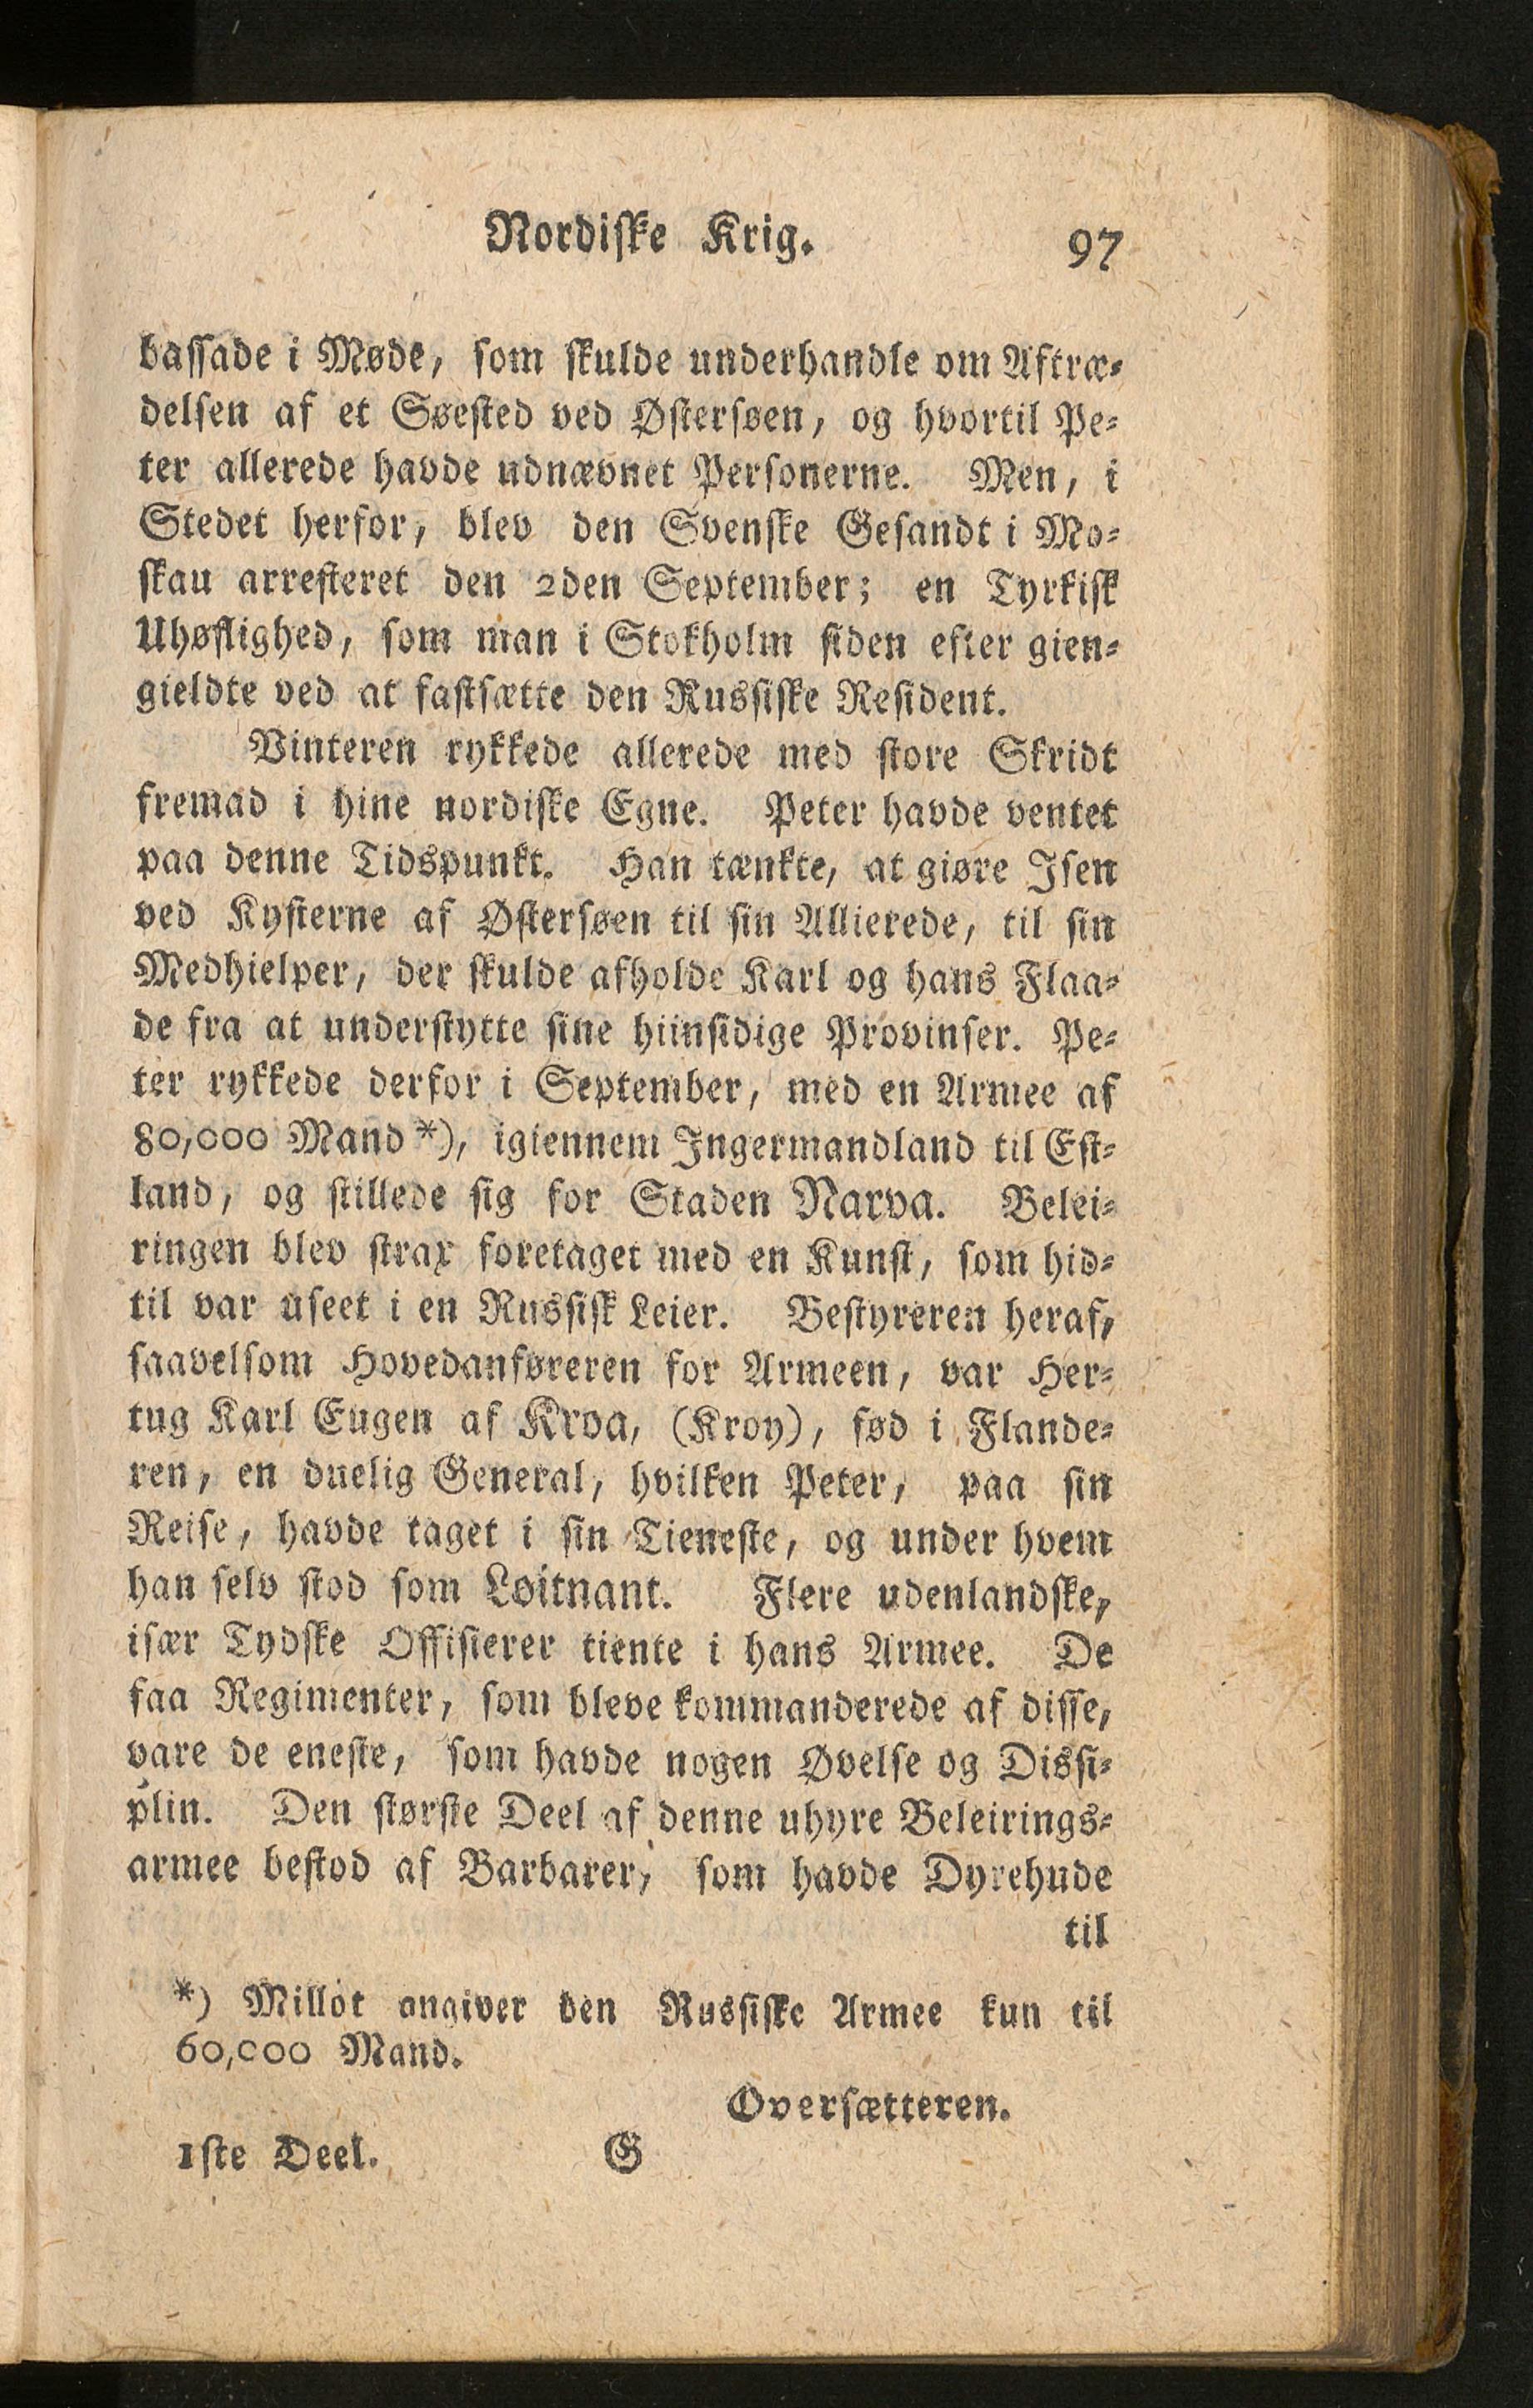 Nordiske Krig. 97
bassade i Møde, som skulde underhandle om Aftræ-
delsen af et Søested ved Østersøen, og hvortil Pe-
ter allerede havde udnævnet Personerne. Men, i
Stedet herfor, blev den Svenske Gesandt i Mo-
skau arresteret den 2den September; en Tyrkisk
Uhøflighed, som man i Stokholm siden efter gien-
gieldte ved at fastsætte den Russiske Resident.
Vinteren rykkede allerede med store Skridt
fremad i hine nordiske Egne. Peter havde ventet
paa denne Tidspunkt. Han tænkte, at giøre Isen
ved Kysterne af Østersøen til sin Allierede, til sin
Medhielper, der skulde afholde Karl og hans Flaa-
de fra at understytte sine hiinsidige Provinser. Pe-
ter rykkede derfor i September, med en Armee af
80,000 Mand *), igiennem Ingermandland til Est-
land, og stillede sig for Staden Narva. Belei-
ringen blev strax foretaget med en Kunst, som hid-
til var useet i en Russisk Leier. Bestyreren heraf,
saavelsom Hovedanføreren for Armeen, var Her-
tug Karl Eugen af Kroa, (Kroy), fød i Flande-
ren, en duelig General, hvilken Peter, paa sin
Reise, havde taget i sin Tieneste, og under hvem
han selv stod som Løitnant. Flere udenlandske,
især Tydske Offisierer tiente i hans Armee. De
faa Regimenter, som bleve kommanderede af disse,
vare de eneste, som havde nogen Øvelse og Dissi-
plin. Den største Deel af denne uhyre Beleirings-
armee bestod af Barbarer, som havde Dyrehude
til
*) Millot angiver den Russiske Armee kun til
60,000 Mand.
Oversætteren.
1ste Deel. G